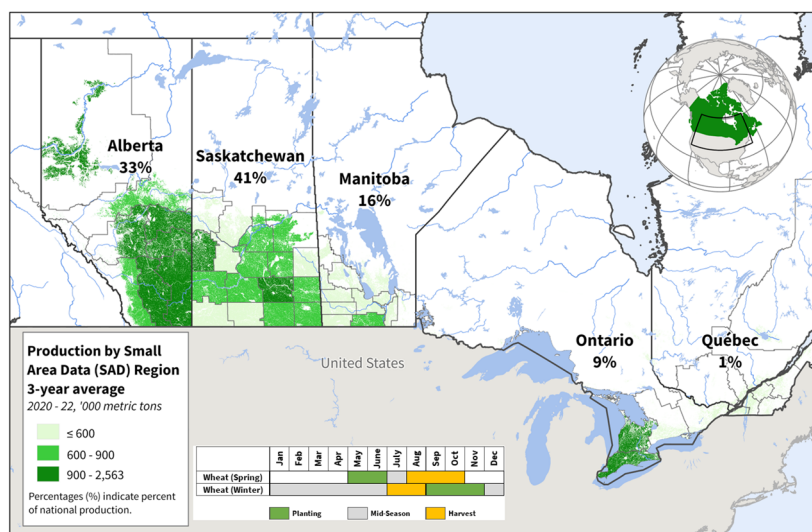 Alberta
33%
Saskatchewan
41%
Manitoba
16%
Ontario
9%
Québec
1%
United States
Production by Small
Area Data (SAD) Region
3-year average
2020 - 22, '000 metric tons
≤ 600
600 - 900
900 - 2,563
Percentages (%) indicate percent
of national production.
Jan Feb Mar Apr May June July Aug Sep Oct Nov Dec
Wheat (Spring)
Wheat (Winter)
Planting Mid-Season Harvest